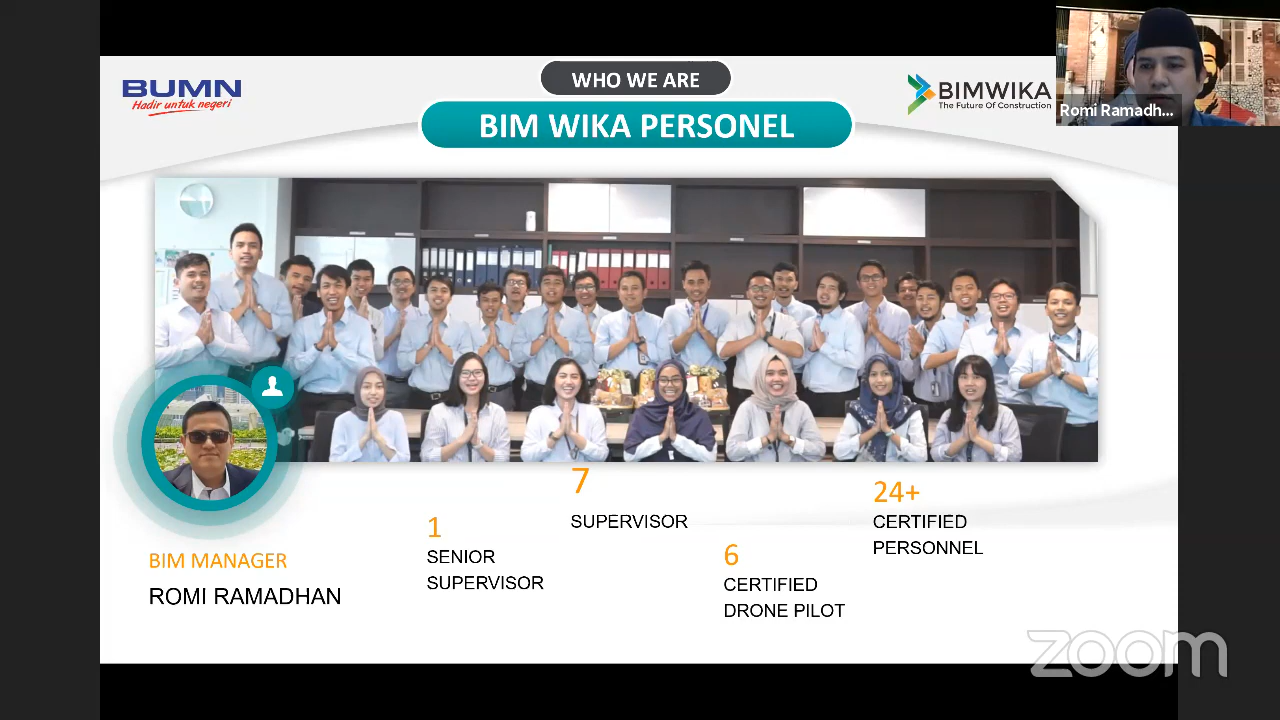 WHO WE ARE
BUMN
Hadir untuk negeri
BIM WIKA PERSONEL
BIMWIKA
The Future Of Construction
Romi Ramadh...
BIM MANAGER
ROMI RAMADHAN
1
SENIOR
SUPERVISOR
7
SUPERVISOR
6
CERTIFIED
DRONE PILOT
24+
CERTIFIED
PERSONNEL
zoom